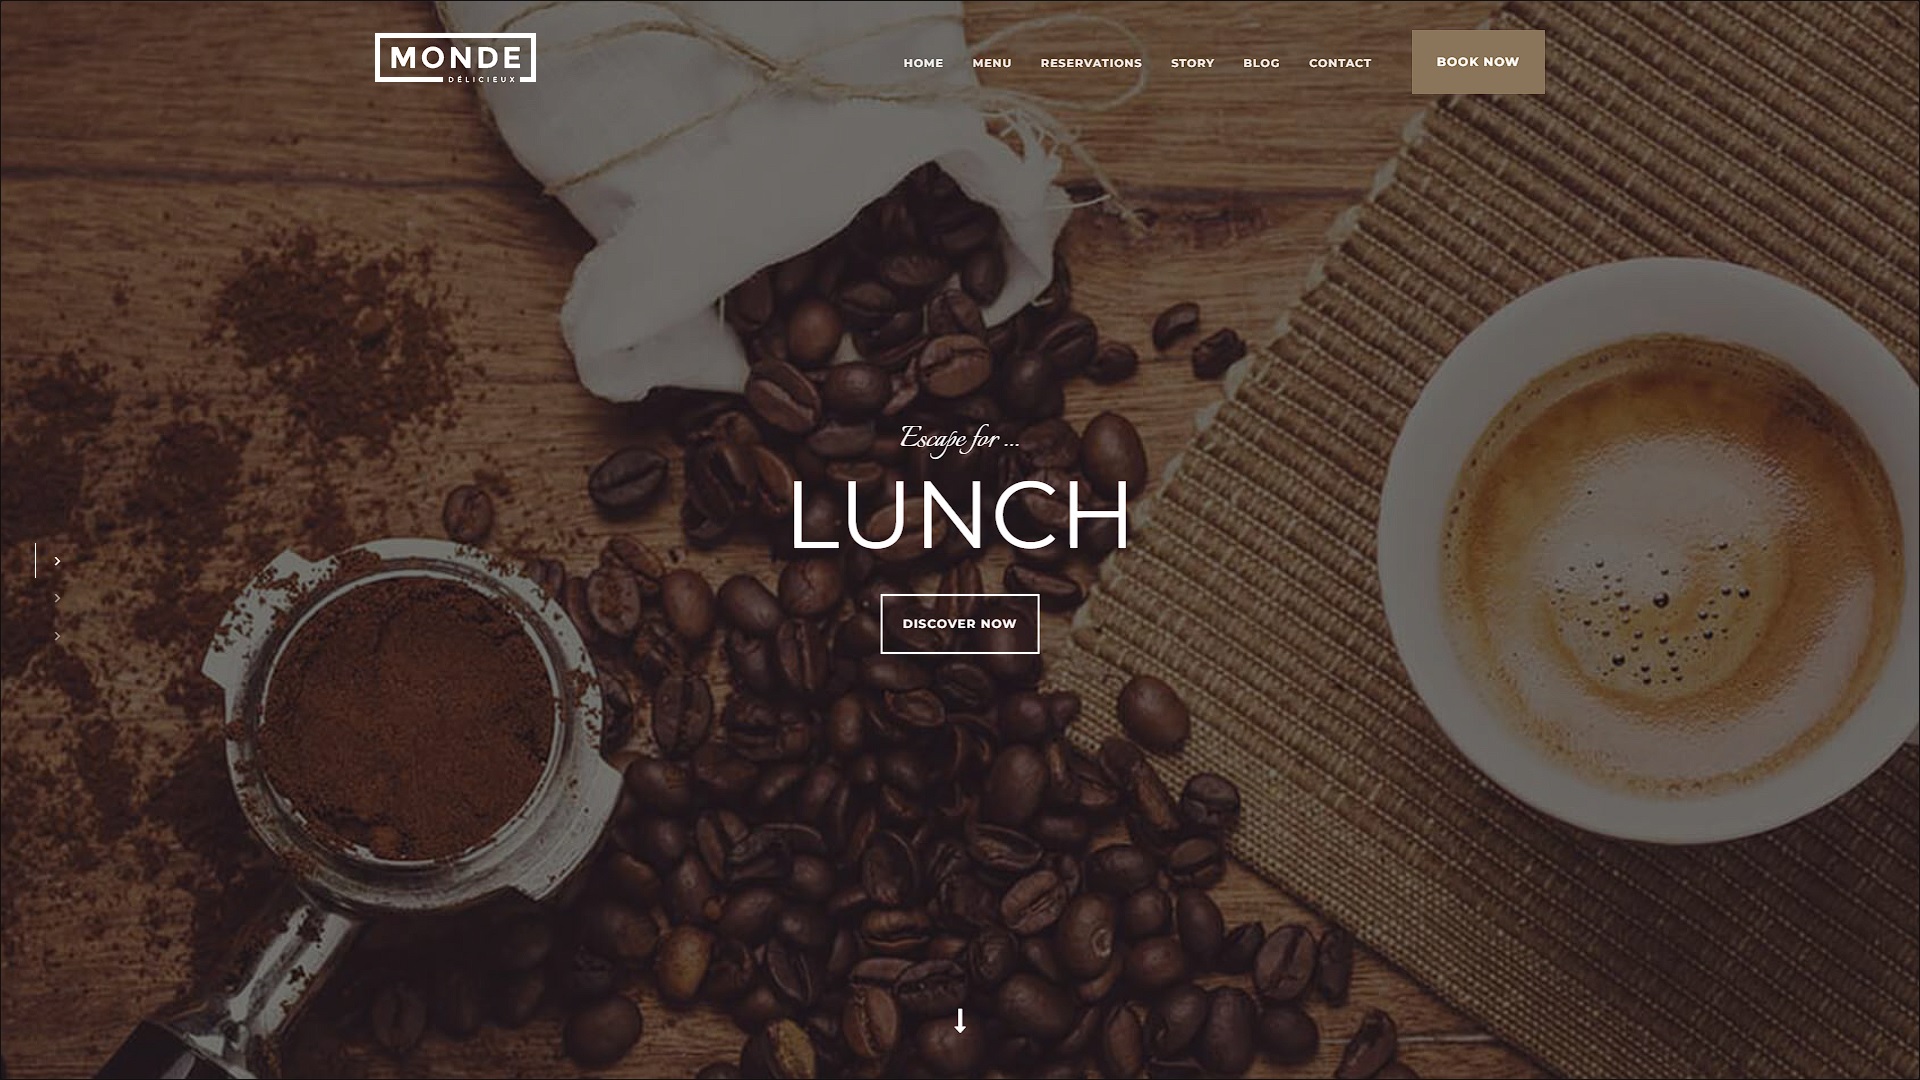 MONDE
DÉLICIEUX
HOME
MENU
RESERVATIONS
STORY
BLOG
CONTACT
BOOK NOW
Escape for ...
LUNCH
DISCOVER NOW